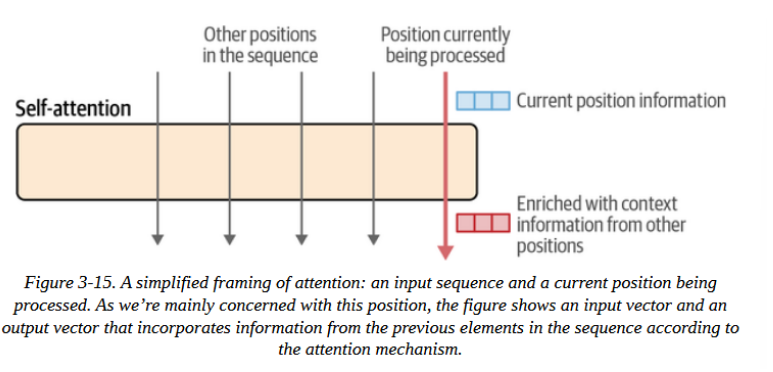 Other positions
in the sequence
Position currently
being processed
Self-attention
Current position information
Enriched with context
information from other
positions
Figure 3-15. A simplified framing of attention: an input sequence and a current position being
processed. As we’re mainly concerned with this position, the figure shows an input vector and an
output vector that incorporates information from the previous elements in the sequence according to
the attention mechanism.